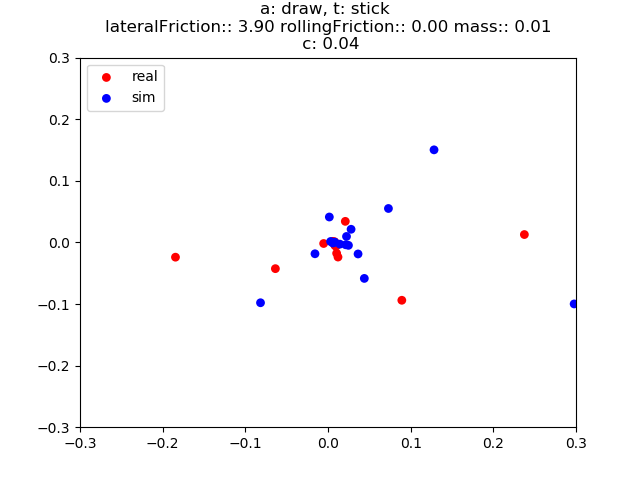 a: draw, t: stick
lateralFriction:: 3.90 rollingFriction:: 0.00 mass:: 0.01
c: 0.04
real
sim
0.3
0.2
0.1
0.0
−0.1
−0.2
−0.3
−0.3 −0.2 −0.1 0.0 0.1 0.2 0.3